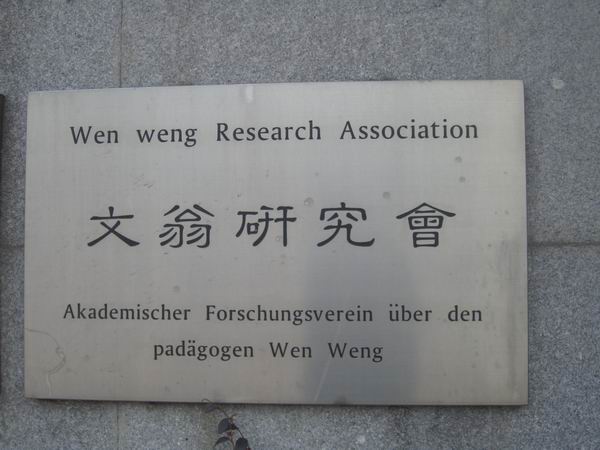 Wen weng Research Association
文翁研究會
Akademischer Forschungsverein über den
padägogen Wen Weng